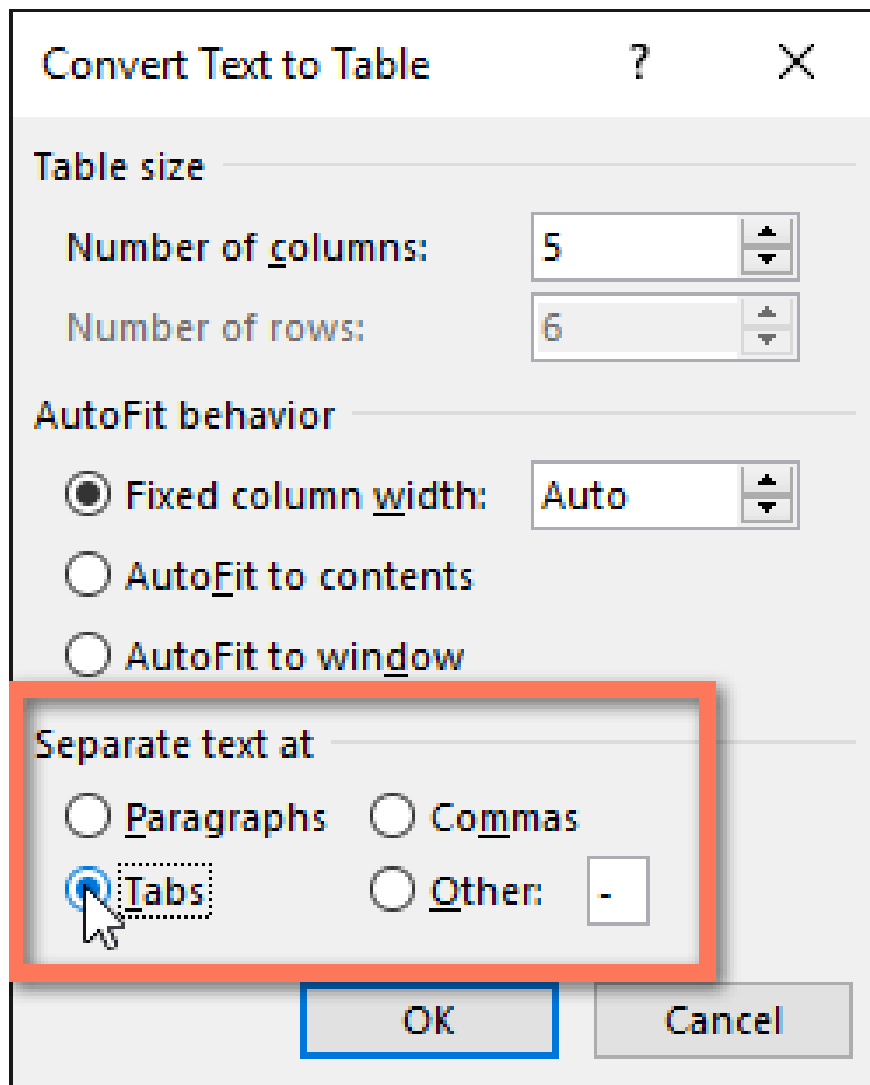 Convert Text to Table ?
Table size
Number of columns: 5
Number of rows: 6
AutoFit behavior
Fixed column width: Auto
AutoFit to contents
AutoFit to window
Separate text at
Paragraphs Commas
Tabs Other: -
OK Cancel